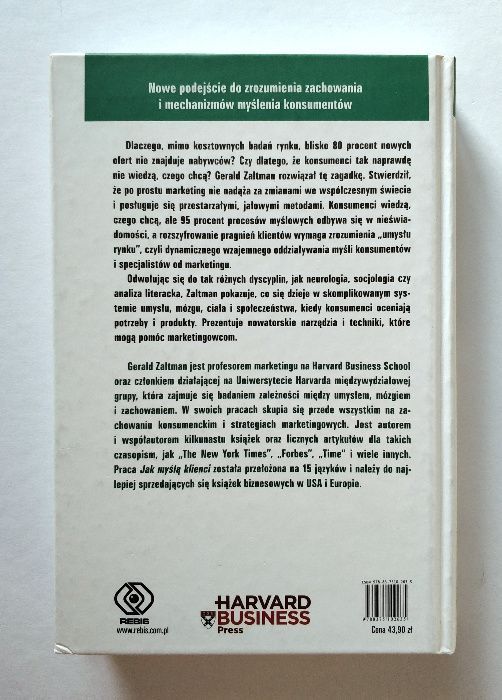 Nowe podejście do zrozumienia zachowania
i mechanizmów myślenia konsumentów
Dlaczego, mimo kosztownych badań rynku, blisko 80 procent nowych
ofert nie znajduje nabywców? Czy dlatego, że konsumenci tak naprawdę
nie wiedzą, czego chcą? Gerald Zaltman rozwiązał tę zagadkę. Stwierdził,
że po prostu marketing nie nadąża za zmianami we współczesnym świecie
i posługuje się przestarzałymi, jałowymi metodami. Konsumenci wiedzą,
czego chcą, ale 95 procent procesów myślowych odbywa się w nieświa-
domości, a rozszyfrowanie pragnień klientów wymaga zrozumienia „umysłu
rynku”, czyli dynamicznego wzajemnego oddziaływania myśli konsumentów
i specjalistów od marketingu.
Odwołując się do tak różnych dyscyplin, jak neurologia, socjologia czy
analiza literacka, Zaltman pokazuje, co się dzieje w skomplikowanym sys-
temie umysłu, mózgu, ciała i społeczeństwa, kiedy konsumenci oceniają
potrzeby i produkty. Prezentuje nowatorskie narzędzia i techniki, które
mogą pomóc marketingowcom.
Gerald Zaltman jest profesorem marketingu na Harvard Business School
oraz członkiem działającej na Uniwersytecie Harvarda międzywydziałowej
grupy, która zajmuje się badaniem zależności między umysłem, mózgiem
i zachowaniem. W swoich pracach skupia się przede wszystkim na za-
chowaniu konsumenckim i strategiach marketingowych. Jest autorem
i współautorem kilkunastu książek oraz licznych artykułów dla takich
czasopism, jak „The New York Times”, „Forbes”, „Time” i wiele innych.
Praca Jak myślą klienci została przełożona na 15 języków i należy do naj-
lepiej sprzedających się książek biznesowych w USA i Europie.
REBIS
www.rebis.com.pl
HARVARD
BUSINESS
Press
Cena 43,90 zł